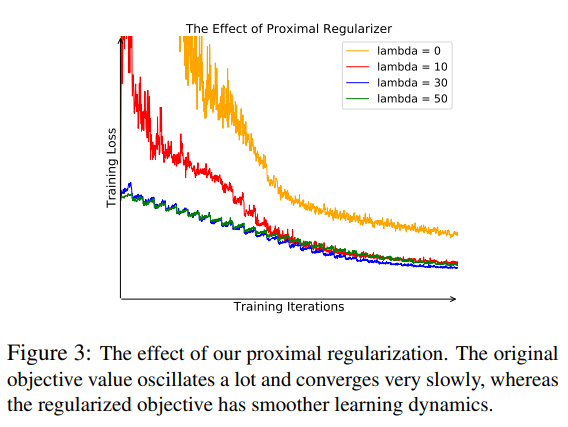 The Effect of Proximal Regularizer
lambda = 0
lambda = 10
lambda = 30
lambda = 50
Training Loss
Training Iterations
Figure 3: The effect of our proximal regularization. The original
objective value oscillates a lot and converges very slowly, whereas
the regularized objective has smoother learning dynamics.